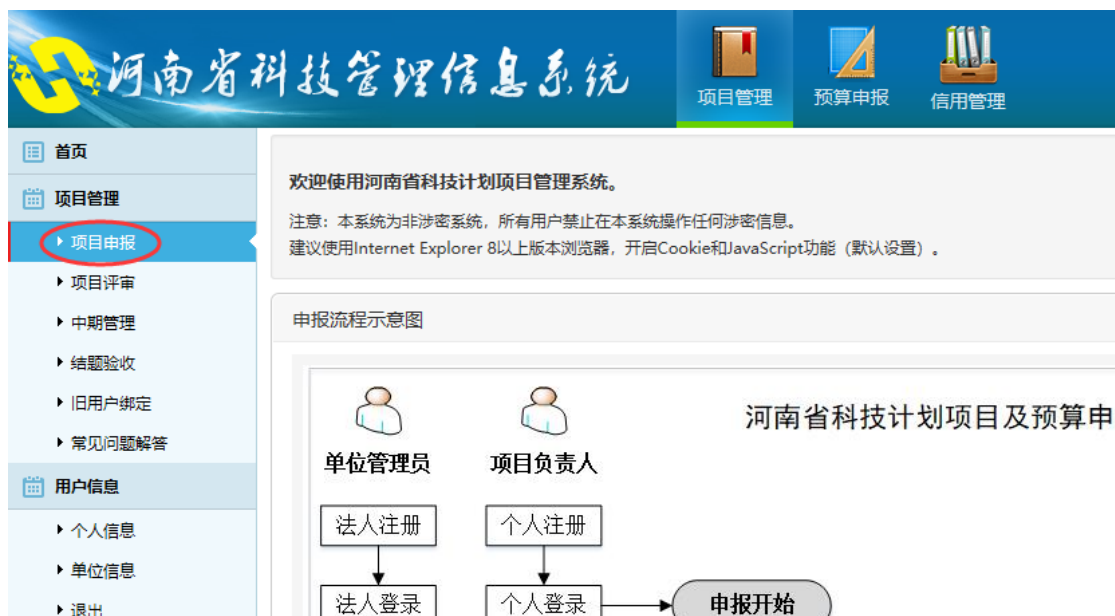 河南省科技管理信息系统
项目管理
预算申报
信用管理
首页
项目管理
项目申报
项目评审
中期管理
结题验收
旧用户绑定
常见问题解答
用户信息
个人信息
单位信息
退出
欢迎使用河南省科技计划项目管理系统。
注意：本系统为非涉密系统，所有用户禁止在本系统操作任何涉密信息。
建议使用Internet Explorer 8以上版本浏览器，开启Cookie和JavaScript功能（默认设置）。
申报流程示意图
河南省科技计划项目及预算申
单位管理员
项目负责人
法人注册
个人注册
法人登录
个人登录
申报开始